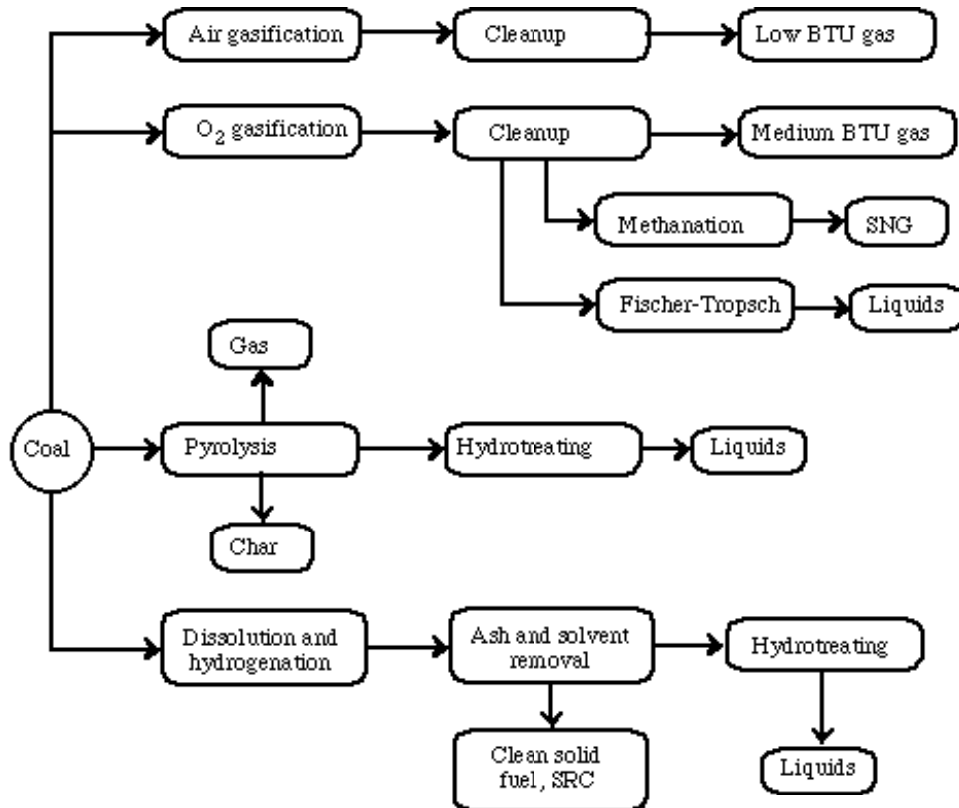 Air gasification
Cleanup
Low BTU gas
O₂ gasification
Cleanup
Medium BTU gas
Methanation
SNG
Fischer-Tropsch
Liquids
Gas
Coal
Pyrolysis
Hydrotreating
Liquids
Char
Dissolution and
hydrogenation
Ash and solvent
removal
Hydrotreating
Clean solid
fuel, SRC
Liquids